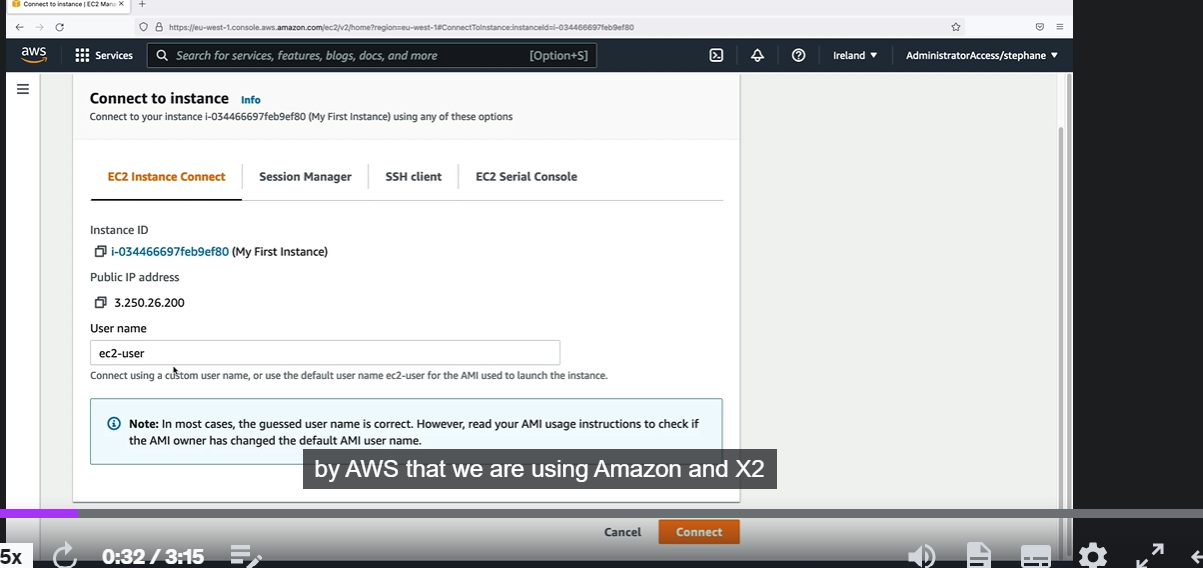 Connect to instance | EC2 Mana
https://eu-west-1.console.aws.amazon.com/ec2/v2/home?region=eu-west-1#ConnectToInstance:instanceId=i-034466697feb9ef80
aws Services Search for services, features, blogs, docs, and more [Option+S] Ireland AdministratorAccess/stephane
Connect to instance Info
Connect to your instance i-034466697feb9ef80 (My First Instance) using any of these options
EC2 Instance Connect Session Manager SSH client EC2 Serial Console
Instance ID
i-034466697feb9ef80 (My First Instance)
Public IP address
3.250.26.200
User name
ec2-user
Connect using a custom user name, or use the default user name ec2-user for the AMI used to launch the instance.
Note: In most cases, the guessed user name is correct. However, read your AMI usage instructions to check if
the AMI owner has changed the default AMI user name.
by AWS that we are using Amazon and X2
Cancel Connect
5x 0:32 / 3:15